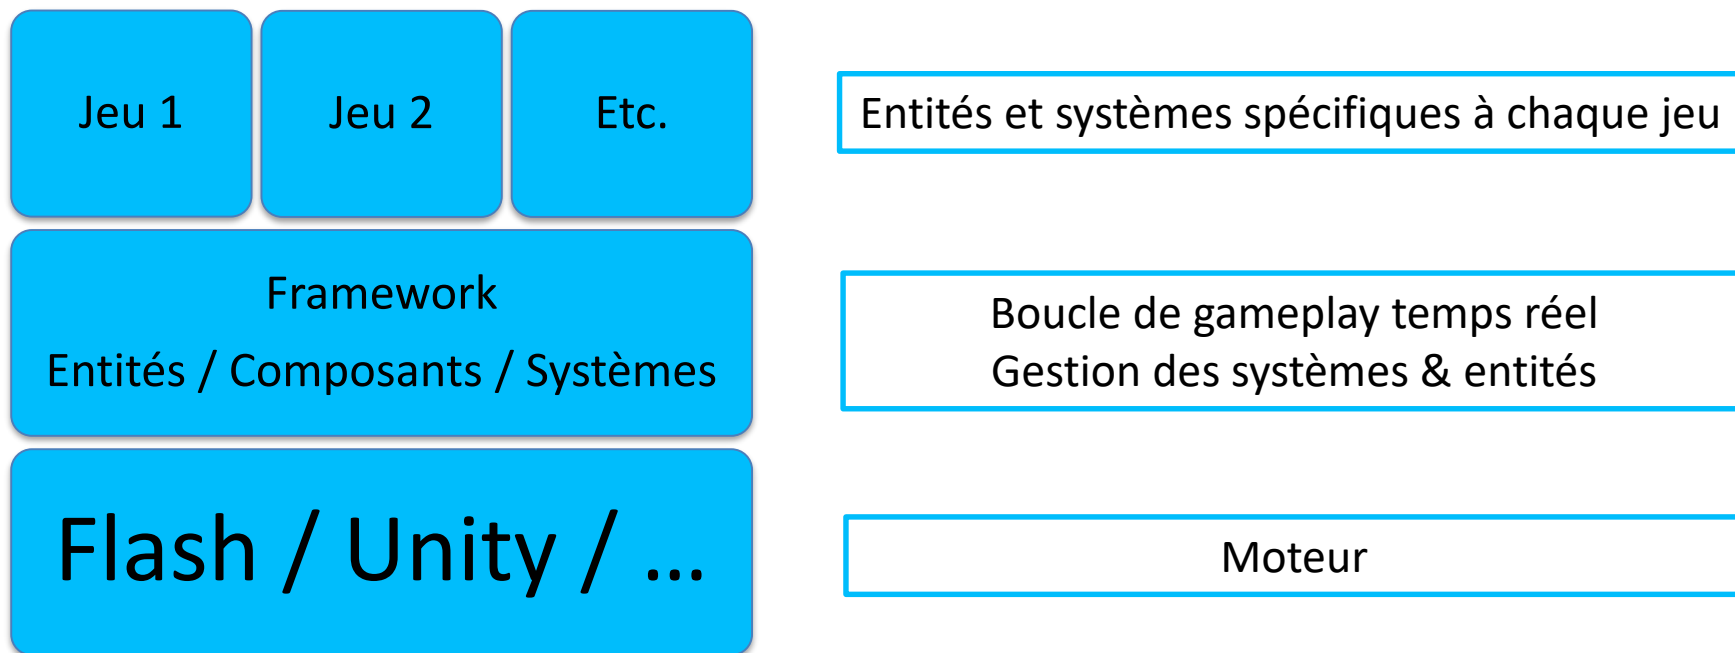 Jeu 1
Jeu 2
Etc.
Entités et systèmes spécifiques à chaque jeu
Framework
Entités / Composants / Systèmes
Boucle de gameplay temps réel
Gestion des systèmes & entités
Flash / Unity / ...
Moteur